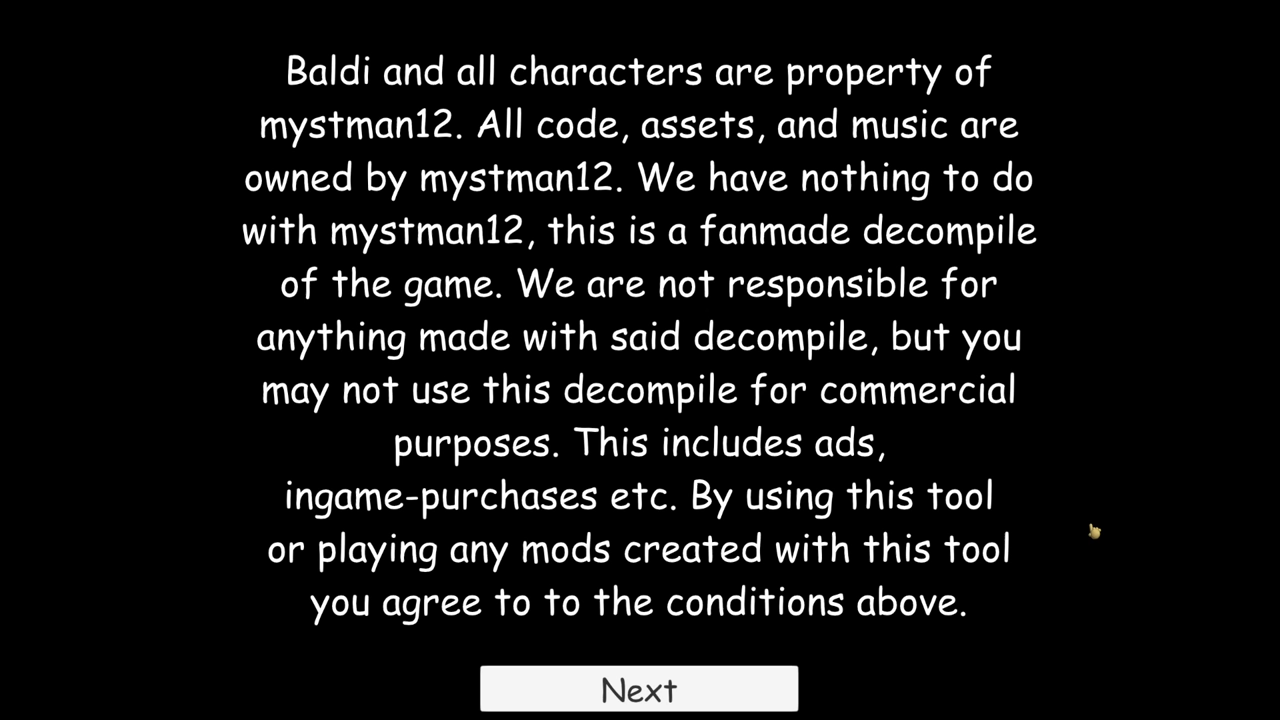 Baldi and all characters are property of
mystman12. All code, assets, and music are
owned by mystman12. We have nothing to do
with mystman12, this is a fanmade decompile
of the game. We are not responsible for
anything made with said decompile, but you
may not use this decompile for commercial
purposes. This includes ads,
ingame-purchases etc. By using this tool
or playing any mods created with this tool
you agree to to the conditions above.
Next